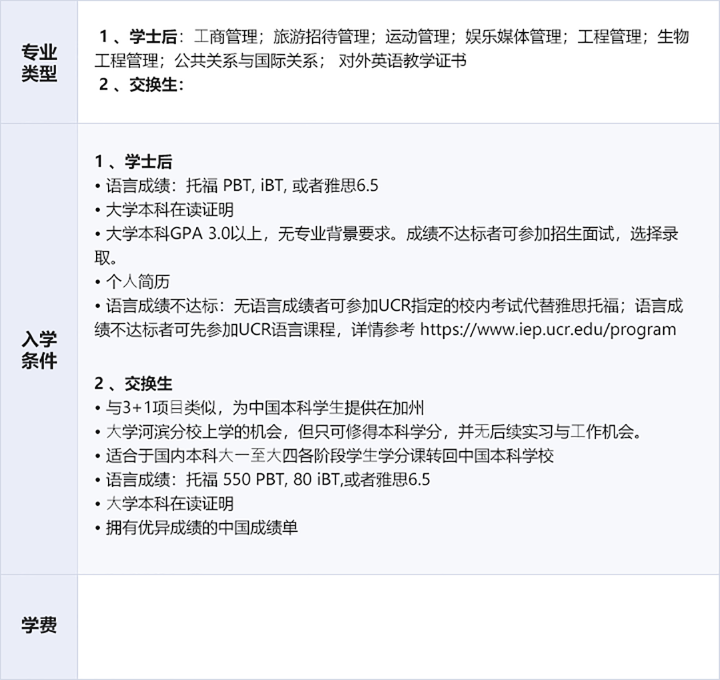 专业
类型
1 、学士后：工商管理；旅游招待管理；运动管理；娱乐媒体管理；工程管理；生物
工程管理；公共关系与国际关系； 对外英语教学证书
2 、交换生：
入学
条件
1 、学士后
• 语言成绩：托福 PBT, iBT, 或者雅思6.5
• 大学本科在读证明
• 大学本科GPA 3.0以上，无专业背景要求。成绩不达标者可参加招生面试，选择录
取。
• 个人简历
• 语言成绩不达标：无语言成绩者可参加UCR指定的校内考试代替雅思托福；语言成
绩不达标者可先参加UCR语言课程，详情参考 https://www.iep.ucr.edu/program
2 、交换生
• 与3+1项目类似，为中国本科学生提供在加州
• 大学河滨分校上学的机会，但只可修得本科学分，并无后续实习与工作机会。
• 适合于国内本科大一至大四各阶段学生学分课转回中国本科学校
• 语言成绩：托福 550 PBT, 80 iBT,或者雅思6.5
• 大学本科在读证明
• 拥有优异成绩的中国成绩单
学费